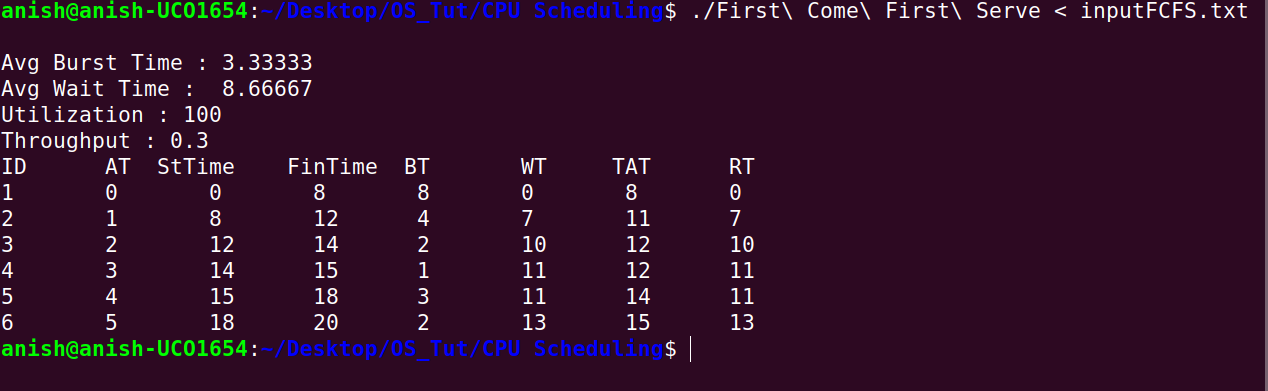 anish@anish-UCO1654:~/Desktop/OS_Tut/CPU Scheduling$ ./First\ Come\ First\ Serve < inputFCFS.txt
Avg Burst Time : 3.33333
Avg Wait Time :  8.66667
Utilization : 100
Throughput : 0.3
ID      AT  StTime    FinTime  BT       WT     TAT      RT
1       0       0       8       8       0       8       0
2       1       8       12      4       7       11      7
3       2       12      14      2       10      12      10
4       3       14      15      1       11      12      11
5       4       15      18      3       11      14      11
6       5       18      20      2       13      15      13
anish@anish-UCO1654:~/Desktop/OS_Tut/CPU Scheduling$